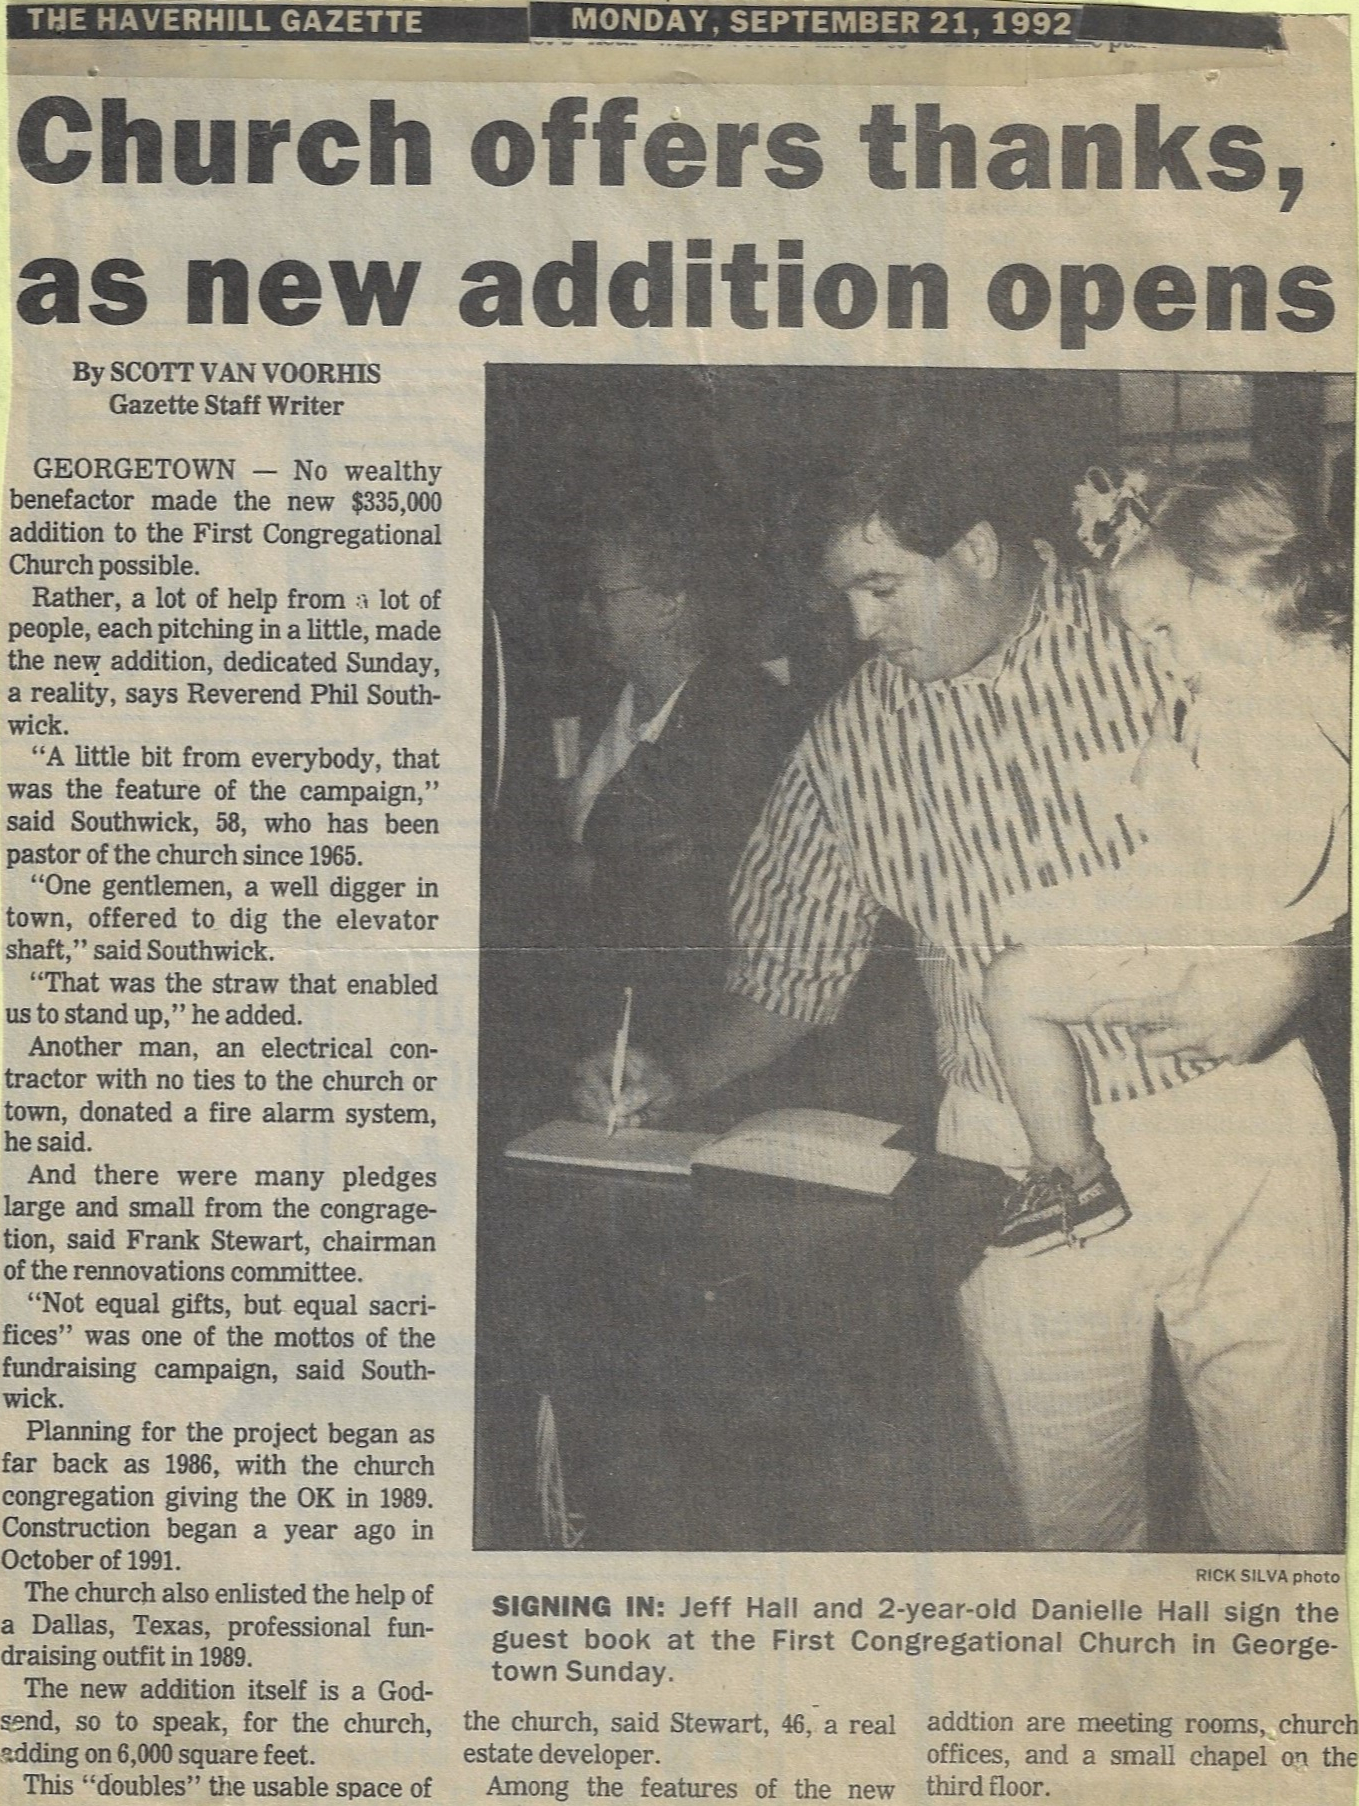 THE HAVERHILL GAZETTE MONDAY, SEPTEMBER 21, 1992
Church offers thanks,
as new addition opens
By SCOTT VAN VOORHIS
Gazette Staff Writer
GEORGETOWN — No wealthy
benefactor made the new $335,000
addition to the First Congregational
Church possible.
Rather, a lot of help from a lot of
people, each pitching in a little, made
the new addition, dedicated Sunday,
a reality, says Reverend Phil South-
wick.
“A little bit from everybody, that
was the feature of the campaign,”
said Southwick, 58, who has been
pastor of the church since 1965.
“One gentlemen, a well digger in
town, offered to dig the elevator
shaft,” said Southwick.
“That was the straw that enabled
us to stand up,” he added.
Another man, an electrical con-
tractor with no ties to the church or
town, donated a fire alarm system,
he said.
And there were many pledges
large and small from the congrage-
tion, said Frank Stewart, chairman
of the rennovations committee.
“Not equal gifts, but equal sacri-
fices” was one of the mottos of the
fundraising campaign, said South-
wick.
Planning for the project began as
far back as 1986, with the church
congregation giving the OK in 1989.
Construction began a year ago in
October of 1991.
The church also enlisted the help of
a Dallas, Texas, professional fun-
draising outfit in 1989.
The new addition itself is a God-
send, so to speak, for the church,
adding on 6,000 square feet.
This “doubles” the usable space of
RICK SILVA photo
SIGNING IN: Jeff Hall and 2-year-old Danielle Hall sign the
guest book at the First Congregational Church in George-
town Sunday.
the church, said Stewart, 46, a real
estate developer.
Among the features of the new
addtion are meeting rooms, church
offices, and a small chapel on the
third floor.